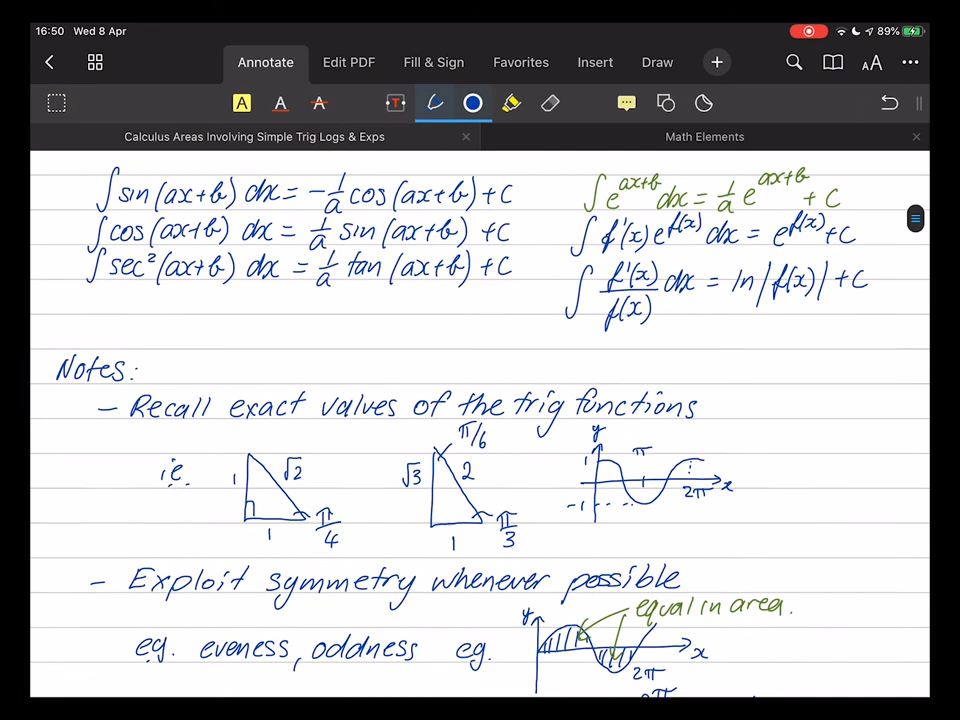 16:50 Wed 8 Apr 89%
Annotate Edit PDF Fill & Sign Favorites Insert Draw
A A A T AA
Calculus Areas Involving Simple Trig Logs & Exps Math Elements
∫ sin (ax+b) dx = -1/a cos (ax+b) + C
∫ cos (ax+b) dx = 1/a sin (ax+b) + C
∫ sec² (ax+b) dx = 1/a tan (ax+b) + C
∫ e^(ax+b) dx = 1/a e^(ax+b) + C
∫ f'(x) e^f(x) dx = e^f(x) + C
∫ f'(x)/f(x) dx = ln |f(x)| + C
Notes:
- Recall exact values of the trig functions
i.e. 1 √2 1 π/4 √3 π/6 2 1 π/3 y 1 -1 π 2π x
- Exploit symmetry whenever possible
equal in area.
eg. eveness, oddness eg. y x 2π